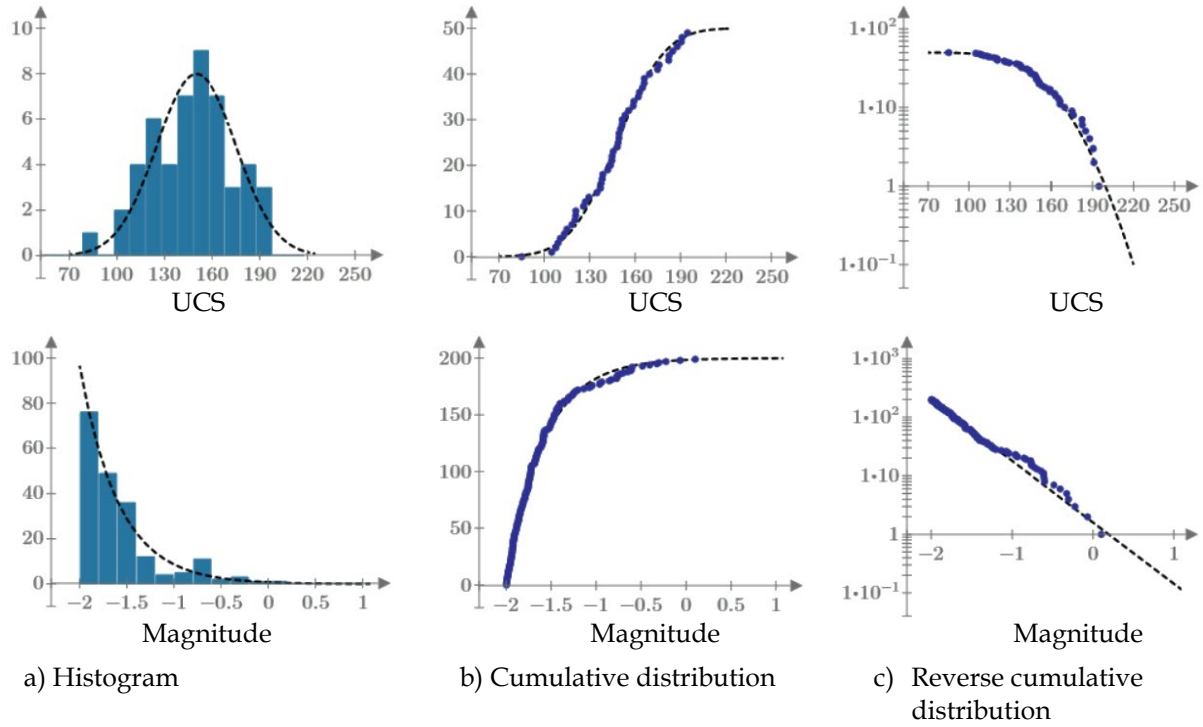 10
8
6
4
2
0
70 100 130 160 190 220 250
UCS
50
40
30
20
10
0
70 100 130 160 190 220 250
UCS
1·10²
1·10
1
1·10⁻¹
70 100 130 160 190 220 250
UCS
100
80
60
40
20
0
−2 −1.5 −1 −0.5 0 0.5 1
Magnitude
200
150
100
50
0
−2 −1.5 −1 −0.5 0 0.5 1
Magnitude
1·10³
1·10²
1·10
1
1·10⁻¹
−2 −1 0 1
Magnitude
a) Histogram
b) Cumulative distribution
c) Reverse cumulative
distribution